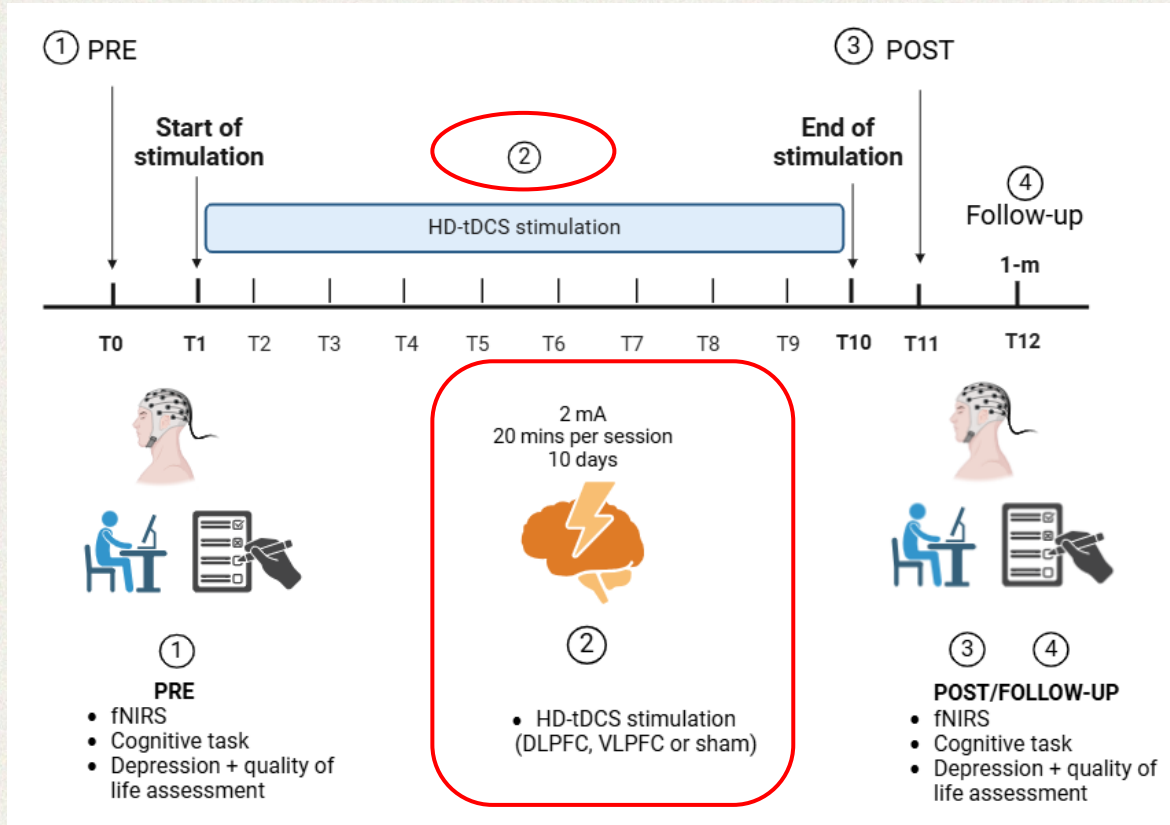 ① PRE
③ POST
Start of
stimulation
②
End of
stimulation
④
Follow-up
HD-tDCS stimulation
1-m
T0 T1 T2 T3 T4 T5 T6 T7 T8 T9 T10 T11 T12
2 mA
20 mins per session
10 days
①
PRE
• fNIRS
• Cognitive task
• Depression + quality of
life assessment
②
• HD-tDCS stimulation
(DLPFC, VLPFC or sham)
③ ④
POST/FOLLOW-UP
• fNIRS
• Cognitive task
• Depression + quality of
life assessment